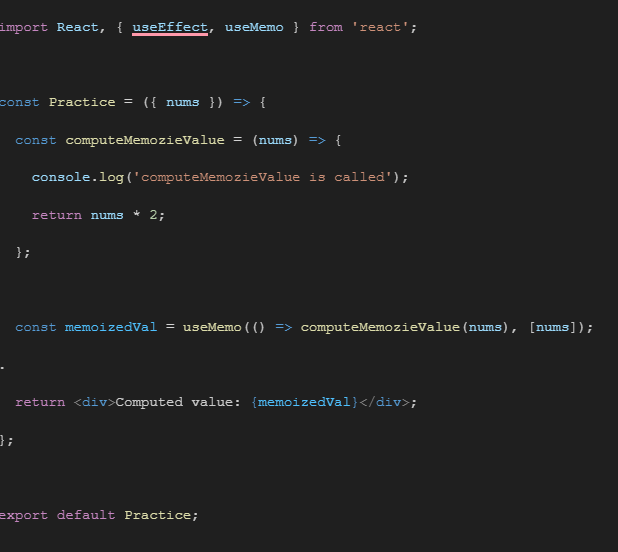 import React, { useEffect, useMemo } from 'react';
const Practice = ({ nums }) => {
const computeMemozieValue = (nums) => {
console.log('computeMemozieValue is called');
return nums * 2;
};
const memoizedVal = useMemo(() => computeMemozieValue(nums), [nums]);
.
return <div>Computed value: {memoizedVal}</div>;
};
export default Practice;